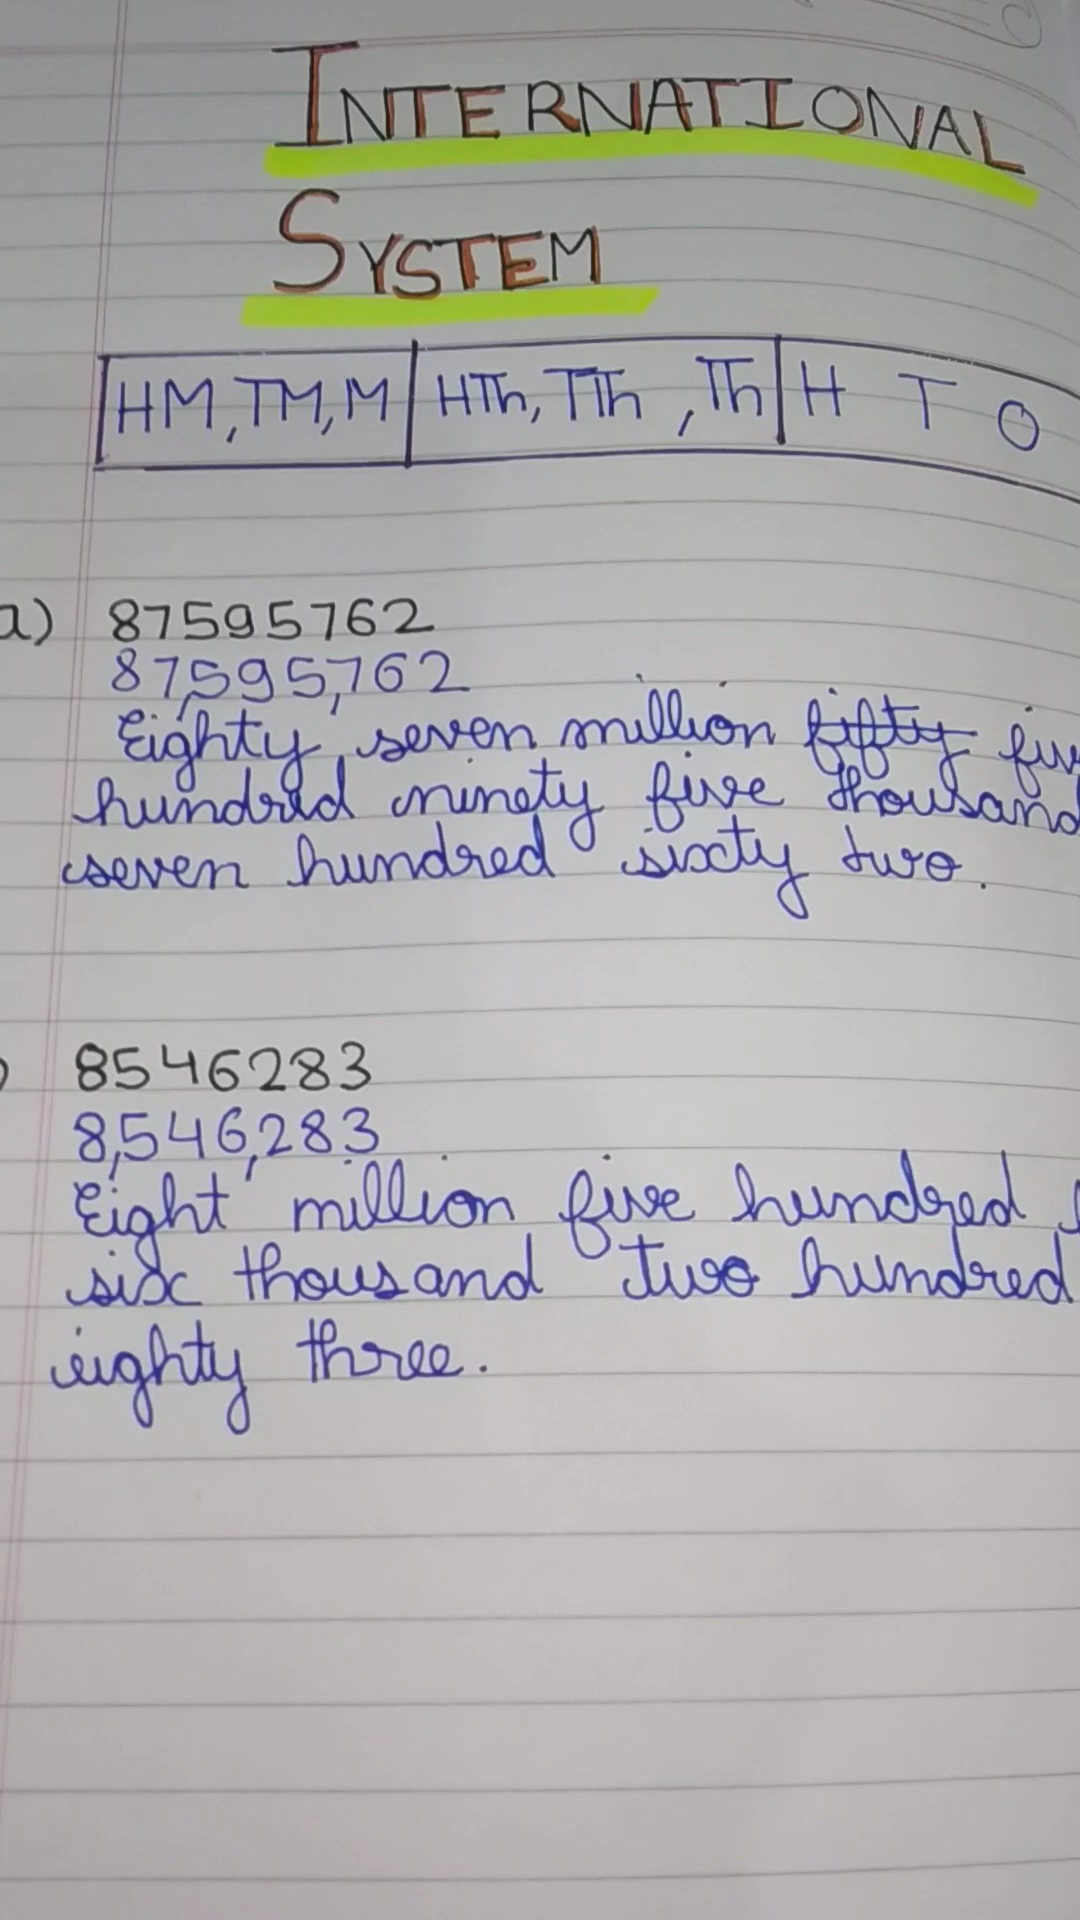 INTERNATIONAL
SYSTEM
HM, TM, M HTh, TTh, Th H T O
a) 87595762
87,595,762
Eighty seven million fifty
hundred ninety five thousand
seven hundred sixty two.
8546283
8,546,283
Eight million five hundred
six thousand two hundred
eighty three.